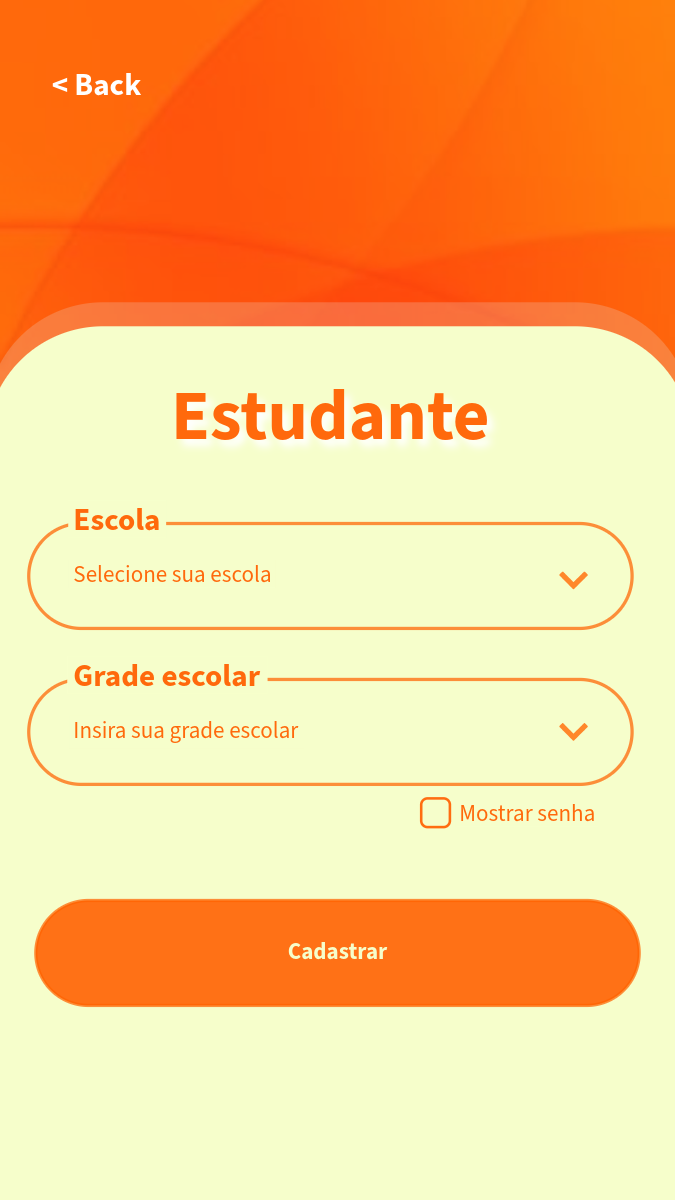 < Back
Estudante
Escola
Selecione sua escola
Grade escolar
Insira sua grade escolar
Mostrar senha
Cadastrar